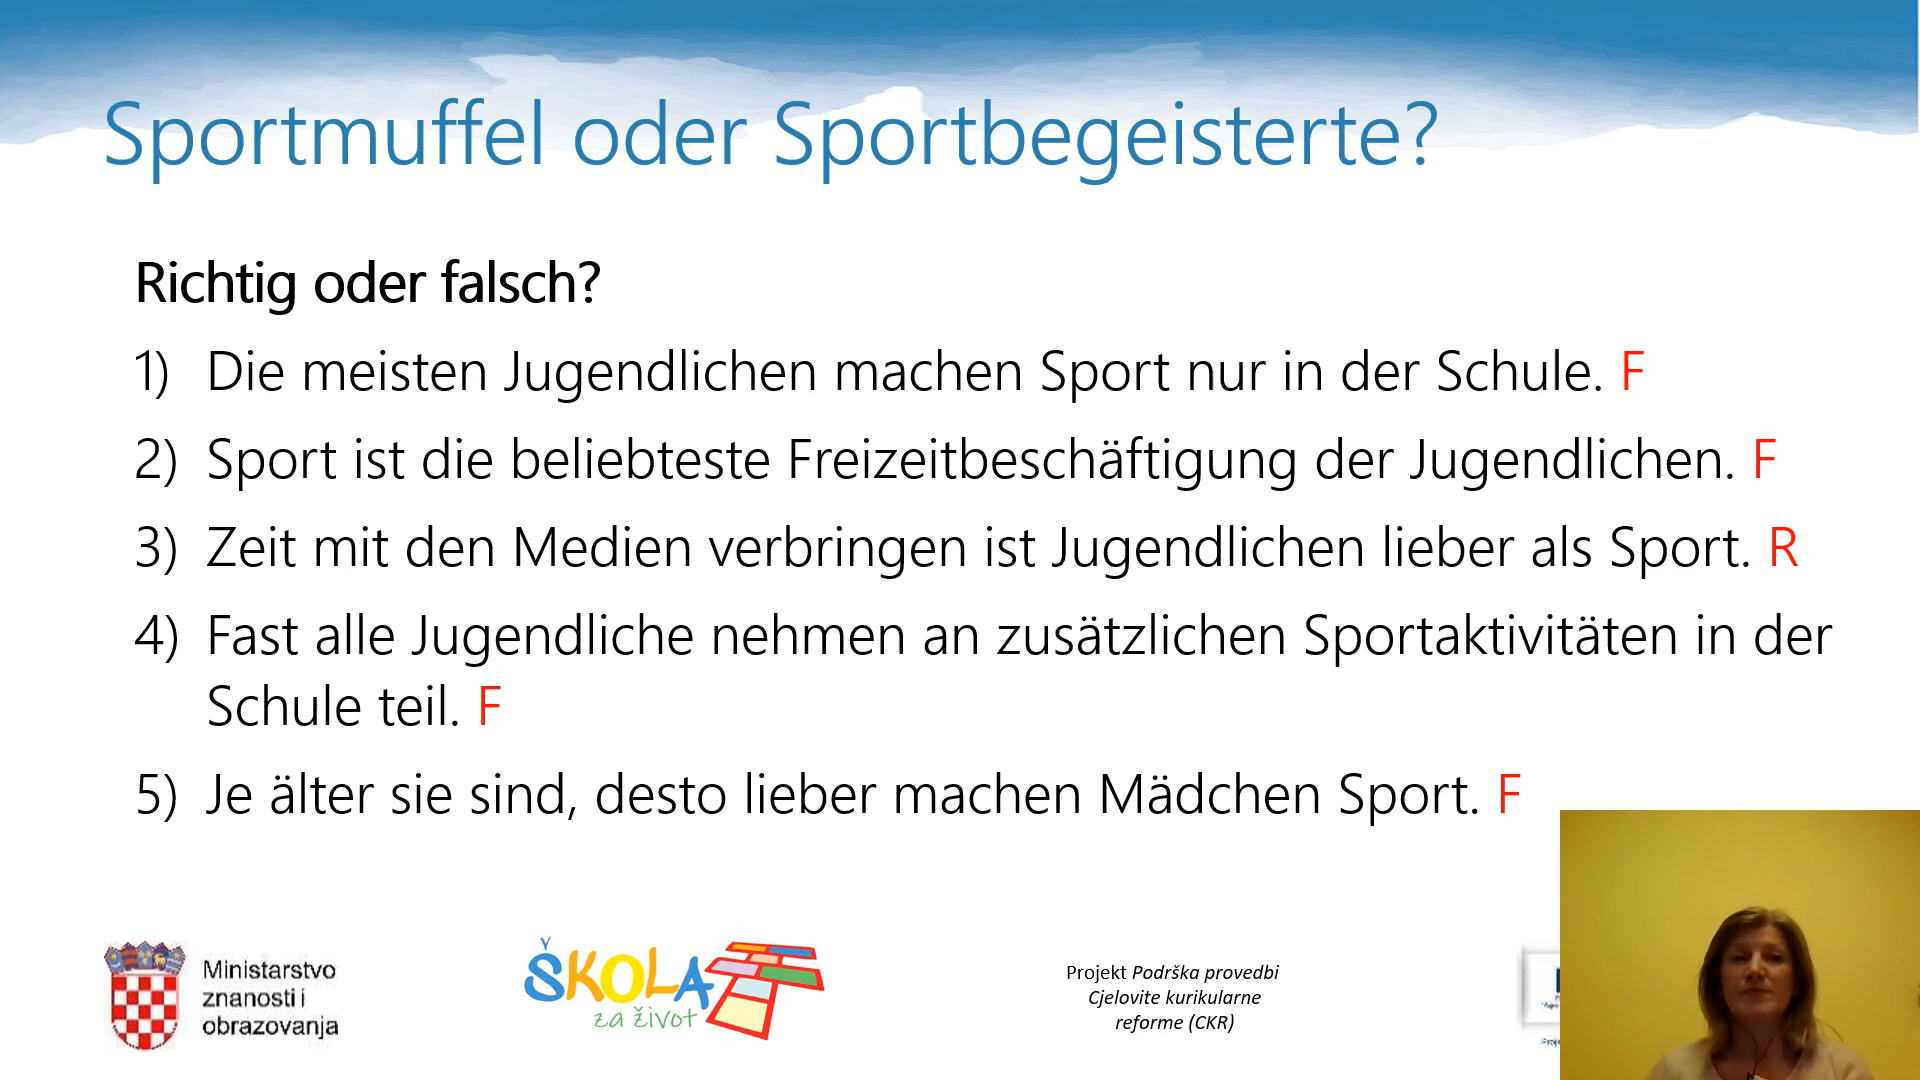 Sportmuffel oder Sportbegeisterte?
Richtig oder falsch?
1) Die meisten Jugendlichen machen Sport nur in der Schule. F
2) Sport ist die beliebteste Freizeitbeschäftigung der Jugendlichen. F
3) Zeit mit den Medien verbringen ist Jugendlichen lieber als Sport. R
4) Fast alle Jugendliche nehmen an zusätzlichen Sportaktivitäten in der
Schule teil. F
5) Je älter sie sind, desto lieber machen Mädchen Sport. F
Ministarstvo
znanosti i
obrazovanja
ŠKOLA
za život
Projekt Podrška provedbi
Cjelovite kurikularne
reforme (CKR)